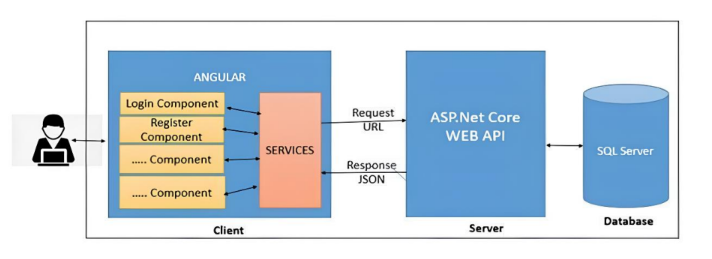 ANGULAR
Login Component
Register
Component
..... Component
..... Component
SERVICES
Request
URL
Response
JSON
ASP.Net Core
WEB API
SQL Server
Client
Server
Database